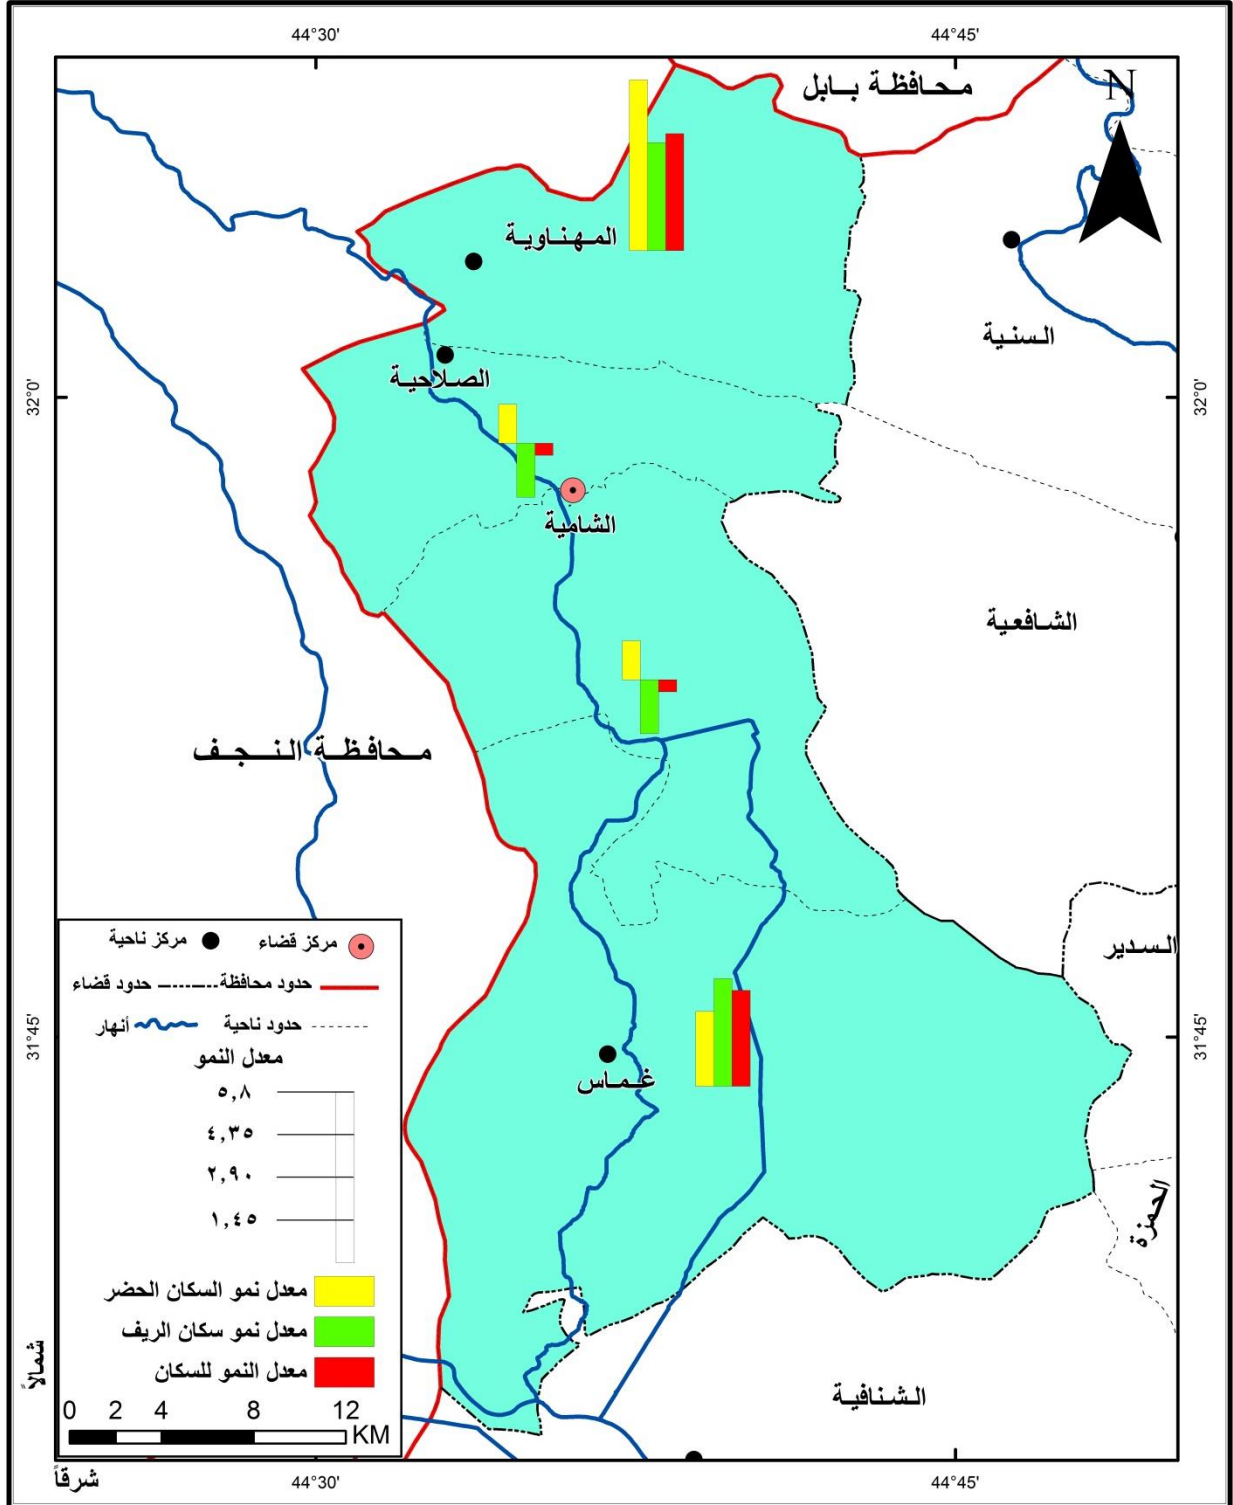 44°30' 44°45'
محافظة بابل
N
المهناوية
السنية
الصلاحية
32°0' 32°0'
الشامية
الشافعية
محافظة النجف
السدير
غماس
31°45' 31°45'
الحمزة
الشنافية
مركز قضاء مركز ناحية
حدود محافظة حدود قضاء
حدود ناحية أنهار
معدل النمو
٥,٨
٤,٣٥
٢,٩٠
١,٤٥
معدل نمو السكان الحضر
معدل نمو سكان الريف
معدل النمو للسكان
0 2 4 8 12
KM
شمالاً
شرقاً
44°30' 44°45'